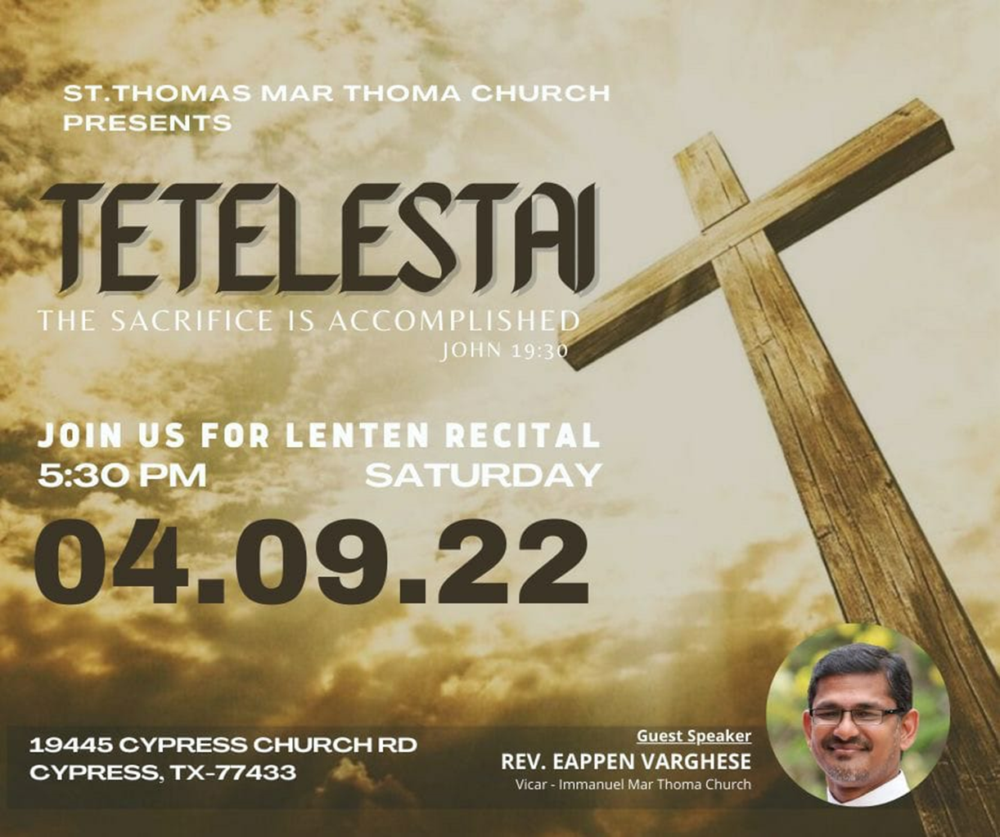 ST.THOMAS MAR THOMA CHURCH
PRESENTS
TETELESTAI
THE SACRIFICE IS ACCOMPLISHED
JOHN 19:30
JOIN US FOR LENTEN RECITAL
5:30 PM SATURDAY
04.09.22
19445 CYPRESS CHURCH RD
CYPRESS, TX-77433
Guest Speaker
REV. EAPPEN VARGHESE
Vicar - Immanuel Mar Thoma Church